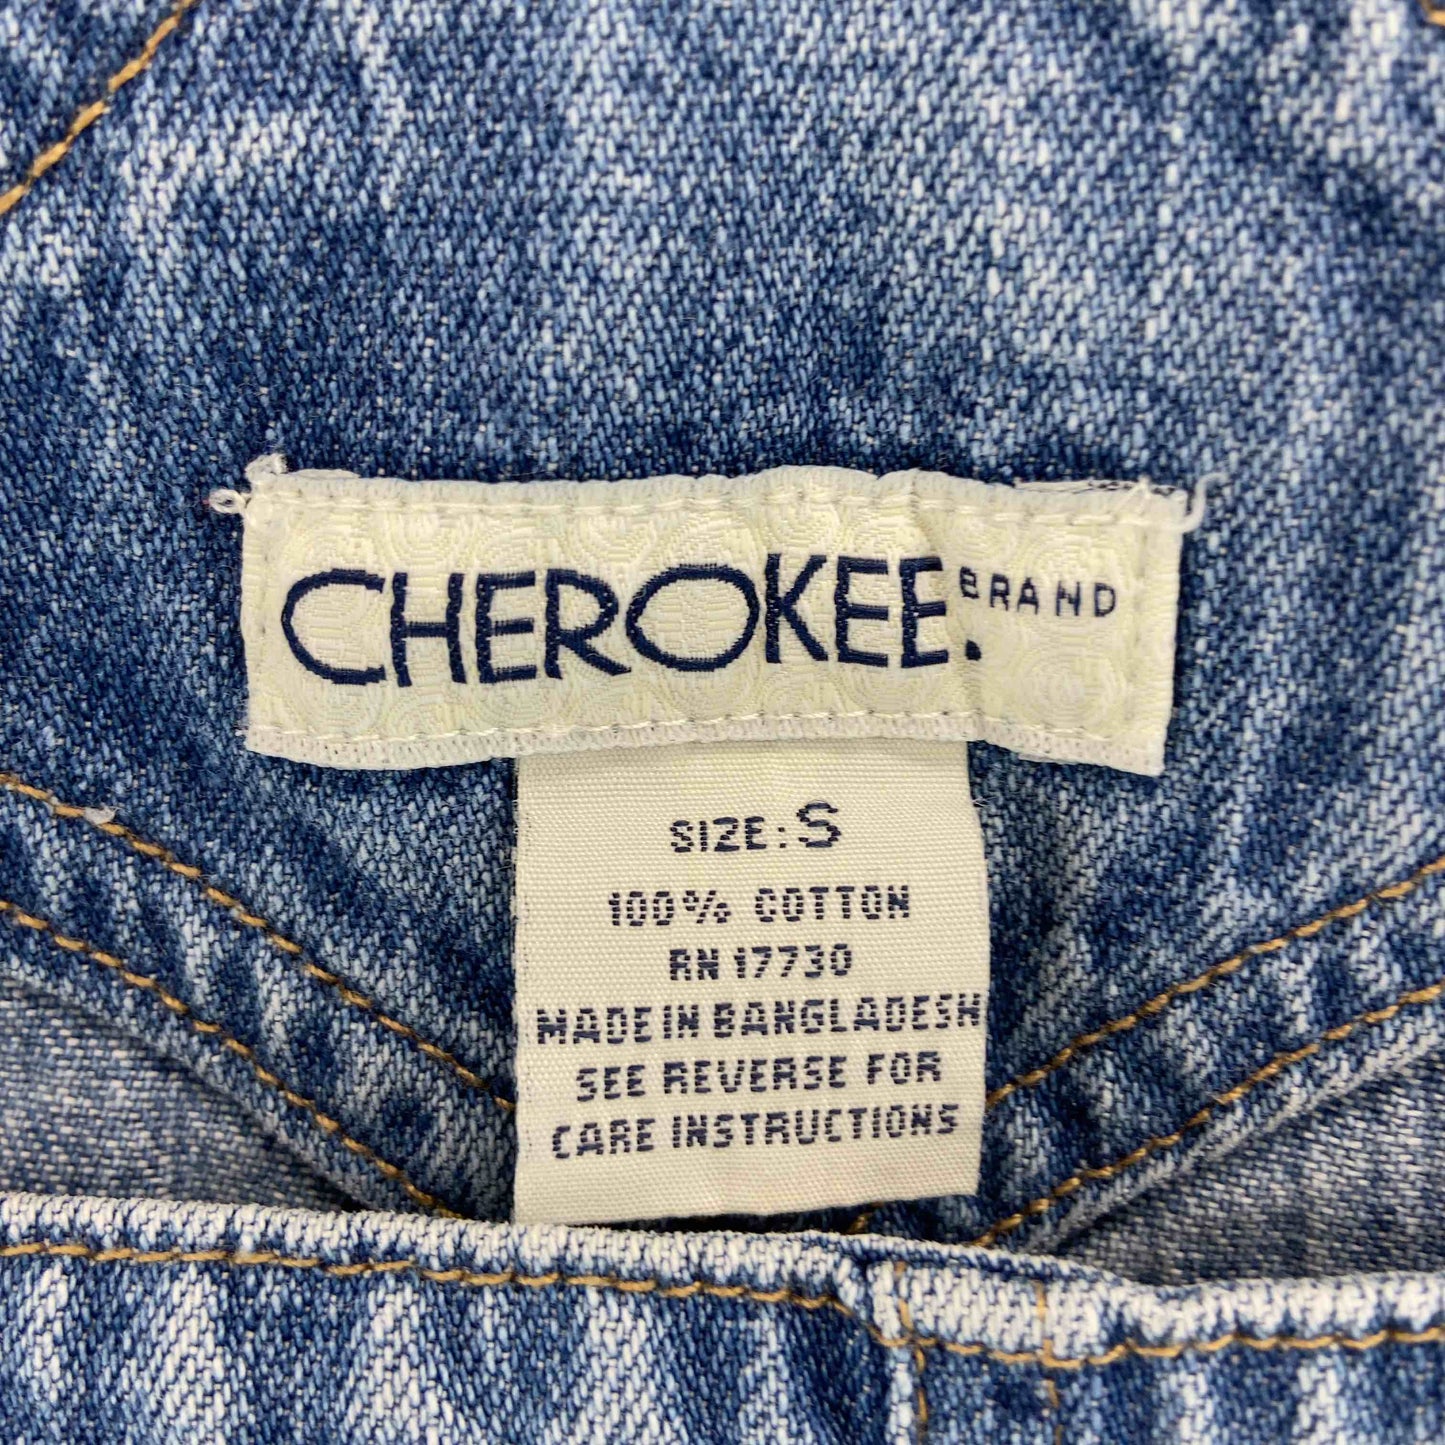 CHEROKEE. BRAND
SIZE: S
100% COTTON
RN 17730
MADE IN BANGLADESH
SEE REVERSE FOR
CARE INSTRUCTIONS